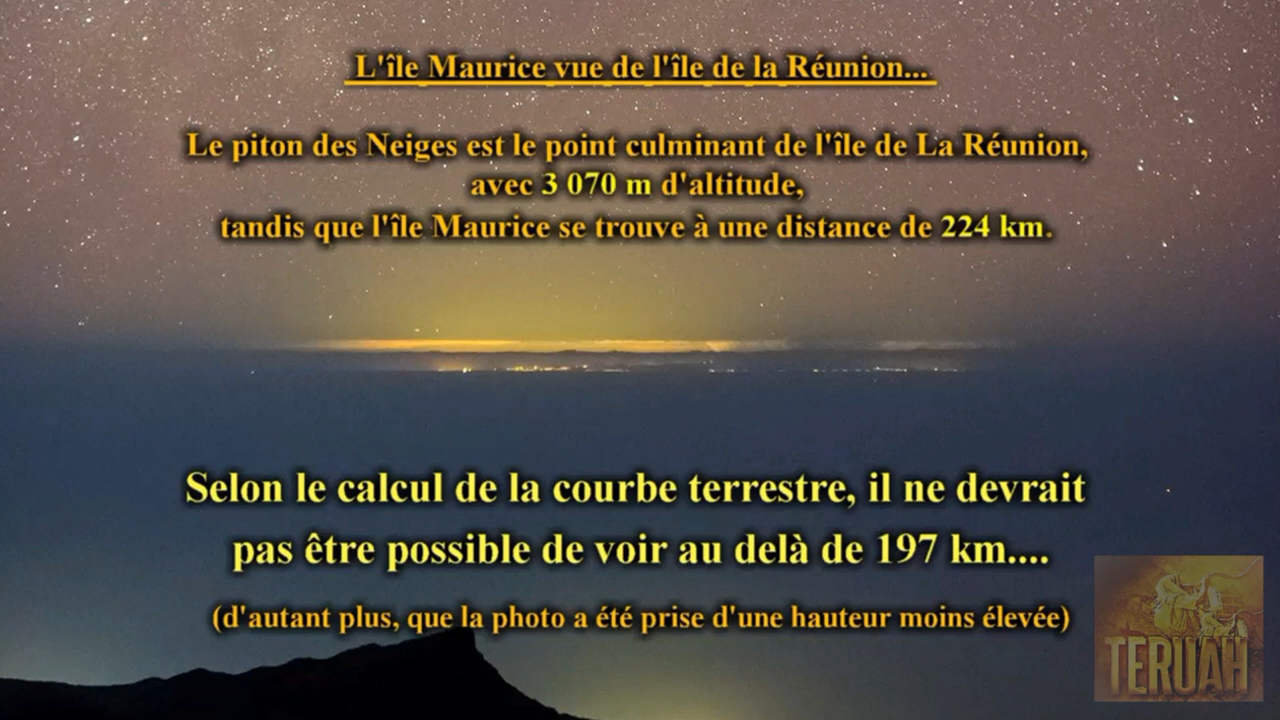 L'île Maurice vue de l'île de la Réunion...
Le piton des Neiges est le point culminant de l'île de La Réunion,
avec 3 070 m d'altitude,
tandis que l'île Maurice se trouve à une distance de 224 km.
Selon le calcul de la courbe terrestre, il ne devrait
pas être possible de voir au delà de 197 km....
(d'autant plus, que la photo a été prise d'une hauteur moins élevée)
TERUAH